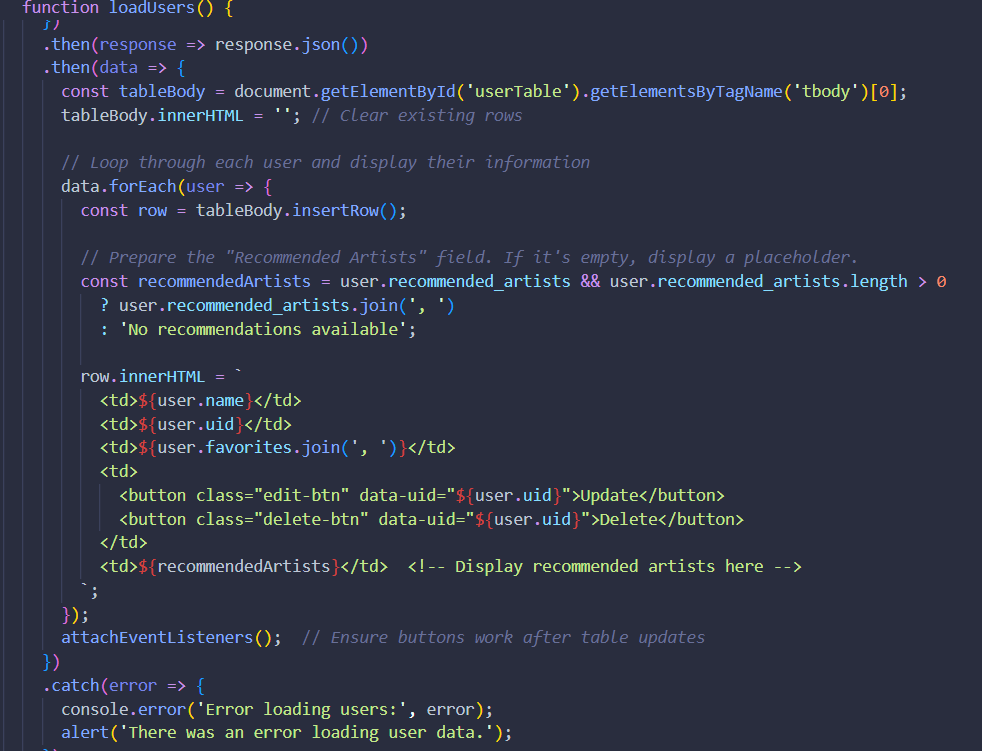 function loadUsers() {
})
.then(response => response.json())
.then(data => {
const tableBody = document.getElementById('userTable').getElementsByTagName('tbody')[0];
tableBody.innerHTML = ''; // Clear existing rows
// Loop through each user and display their information
data.forEach(user => {
const row = tableBody.insertRow();
// Prepare the "Recommended Artists" field. If it's empty, display a placeholder.
const recommendedArtists = user.recommended_artists && user.recommended_artists.length > 0
? user.recommended_artists.join(', ')
: 'No recommendations available';
row.innerHTML = `
<td>${user.name}</td>
<td>${user.uid}</td>
<td>${user.favorites.join(', ')}</td>
<td>
<button class="edit-btn" data-uid="${user.uid}">Update</button>
<button class="delete-btn" data-uid="${user.uid}">Delete</button>
</td>
<td>${recommendedArtists}</td> <!-- Display recommended artists here -->
`;
});
attachEventListeners(); // Ensure buttons work after table updates
})
.catch(error => {
console.error('Error loading users:', error);
alert('There was an error loading user data.');